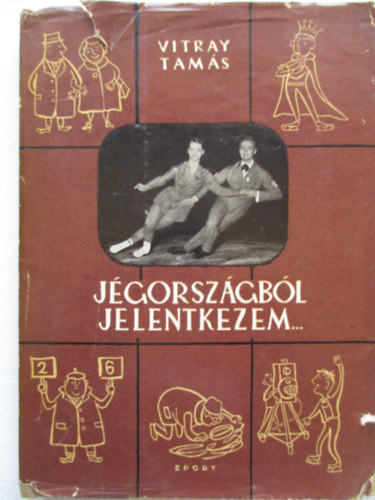 VITRAY
TAMÁS
JÉGORSZÁGBÓL
JELENTKEZEM...
2 6
SPORT